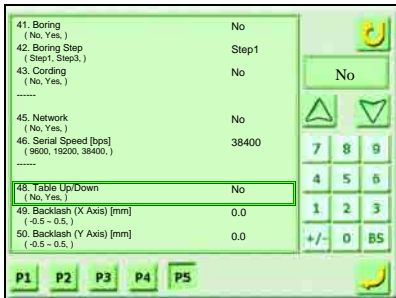 41. Boring No
( No, Yes, )
42. Boring Step Step1
( Step1, Step3, )
43. Cording No
( No, Yes, )
------
45. Network No
( No, Yes, )
46. Serial Speed [bps] 38400
( 9600, 19200, 38400, )
------
48. Table Up/Down No
( No, Yes, )
49. Backlash (X Axis) [mm] 0.0
( -0.5 ~ 0.5, )
50. Backlash (Y Axis) [mm] 0.0
( -0.5 ~ 0.5, )
No
7 8 9
4 5 6
1 2 3
+/- 0 BS
P1 P2 P3 P4 P5